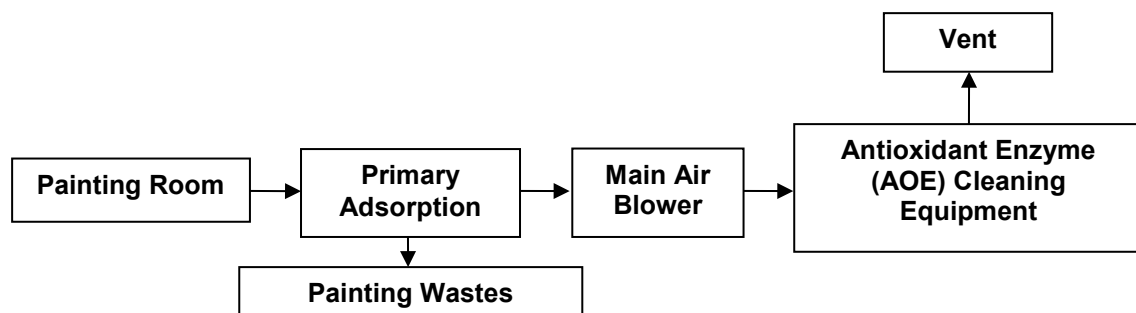 Vent
Painting Room
Primary
Adsorption
Main Air
Blower
Antioxidant Enzyme
(AOE) Cleaning
Equipment
Painting Wastes